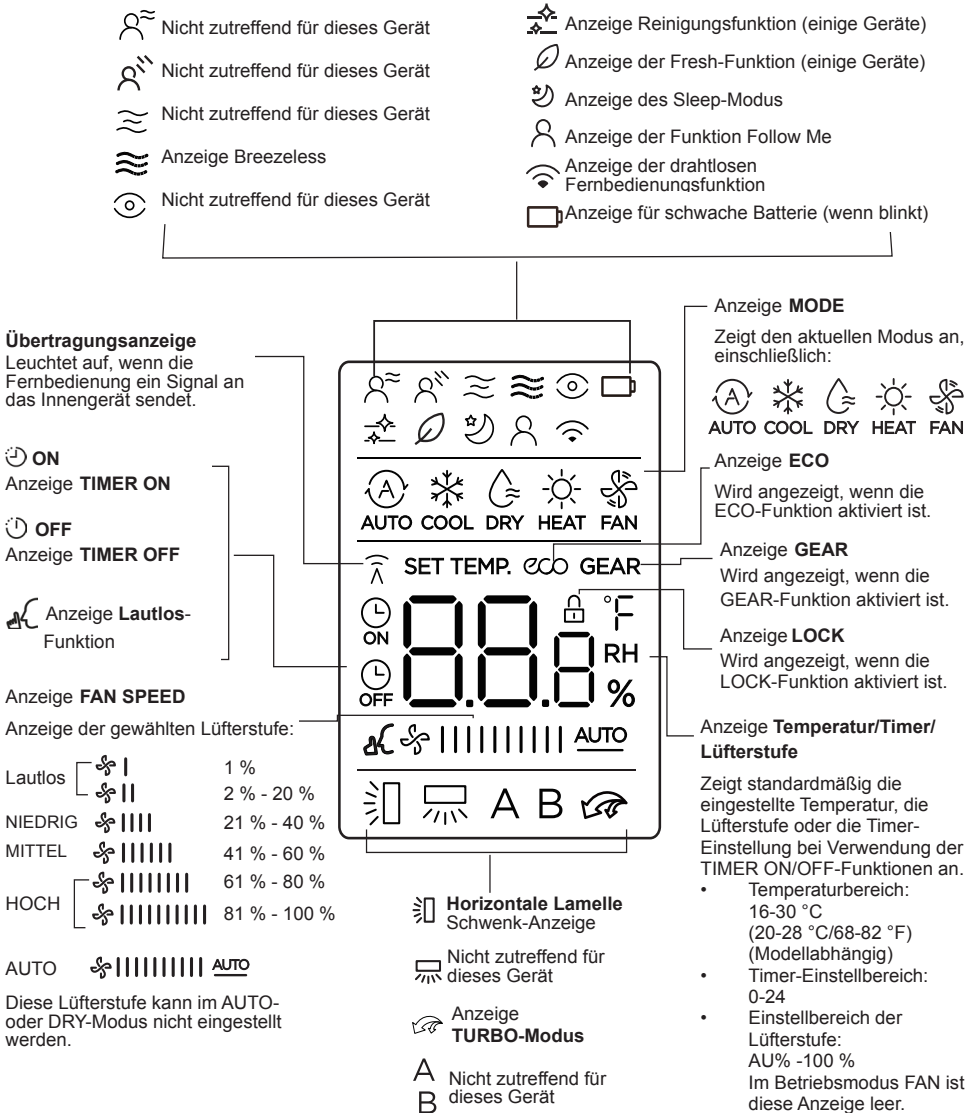 Nicht zutreffend für dieses Gerät
Nicht zutreffend für dieses Gerät
Nicht zutreffend für dieses Gerät
Anzeige Breezeless
Nicht zutreffend für dieses Gerät
Anzeige Reinigungsfunktion (einige Geräte)
Anzeige der Fresh-Funktion (einige Geräte)
Anzeige des Sleep-Modus
Anzeige der Funktion Follow Me
Anzeige der drahtlosen
Fernbedienungsfunktion
Anzeige für schwache Batterie (wenn blinkt)
Übertragungsanzeige
Leuchtet auf, wenn die
Fernbedienung ein Signal an
das Innengerät sendet.
ON
Anzeige TIMER ON
OFF
Anzeige TIMER OFF
Anzeige Lautlos-
Funktion
Anzeige FAN SPEED
Anzeige der gewählten Lüfterstufe:
Lautlos
1 %
2 % - 20 %
NIEDRIG 21 % - 40 %
MITTEL 41 % - 60 %
HOCH
61 % - 80 %
81 % - 100 %
AUTO AUTO
Diese Lüfterstufe kann im AUTO-
oder DRY-Modus nicht eingestellt
werden.
A
AUTO COOL DRY HEAT FAN
SET TEMP. eco GEAR
ON
88.8 °F
RH
OFF
%
AUTO
A B
Horizontale Lamelle
Schwenk-Anzeige
Nicht zutreffend für
dieses Gerät
Anzeige
TURBO-Modus
A
B
Nicht zutreffend für
dieses Gerät
Anzeige MODE
Zeigt den aktuellen Modus an,
einschließlich:
A
AUTO COOL DRY HEAT FAN
Anzeige ECO
Wird angezeigt, wenn die
ECO-Funktion aktiviert ist.
Anzeige GEAR
Wird angezeigt, wenn die
GEAR-Funktion aktiviert ist.
Anzeige LOCK
Wird angezeigt, wenn die
LOCK-Funktion aktiviert ist.
Anzeige Temperatur/Timer/
Lüfterstufe
Zeigt standardmäßig die
eingestellte Temperatur, die
Lüfterstufe oder die Timer-
Einstellung bei Verwendung der
TIMER ON/OFF-Funktionen an.
• Temperaturbereich:
16-30 °C
(20-28 °C/68-82 °F)
(Modellabhängig)
• Timer-Einstellbereich:
0-24
• Einstellbereich der
Lüfterstufe:
AU% -100 %
Im Betriebsmodus FAN ist
diese Anzeige leer.